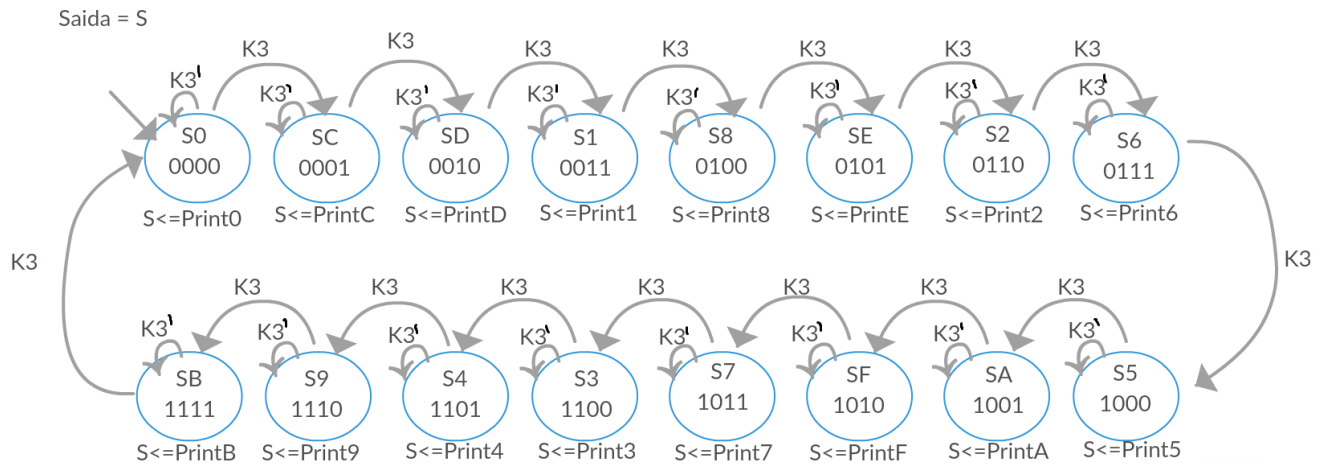 Saida = S
K3 K3 K3 K3 K3 K3 K3
K3' K3' K3' K3' K3' K3' K3' K3'
S0 SC SD S1 S8 SE S2 S6
0000 0001 0010 0011 0100 0101 0110 0111
S<=Print0 S<=PrintC S<=PrintD S<=Print1 S<=Print8 S<=PrintE S<=Print2 S<=Print6
K3 K3
K3 K3 K3 K3 K3 K3 K3
K3' K3' K3' K3' K3' K3' K3' K3'
SB S9 S4 S3 S7 SF SA S5
1111 1110 1101 1100 1011 1010 1001 1000
S<=PrintB S<=Print9 S<=Print4 S<=Print3 S<=Print7 S<=PrintF S<=PrintA S<=Print5